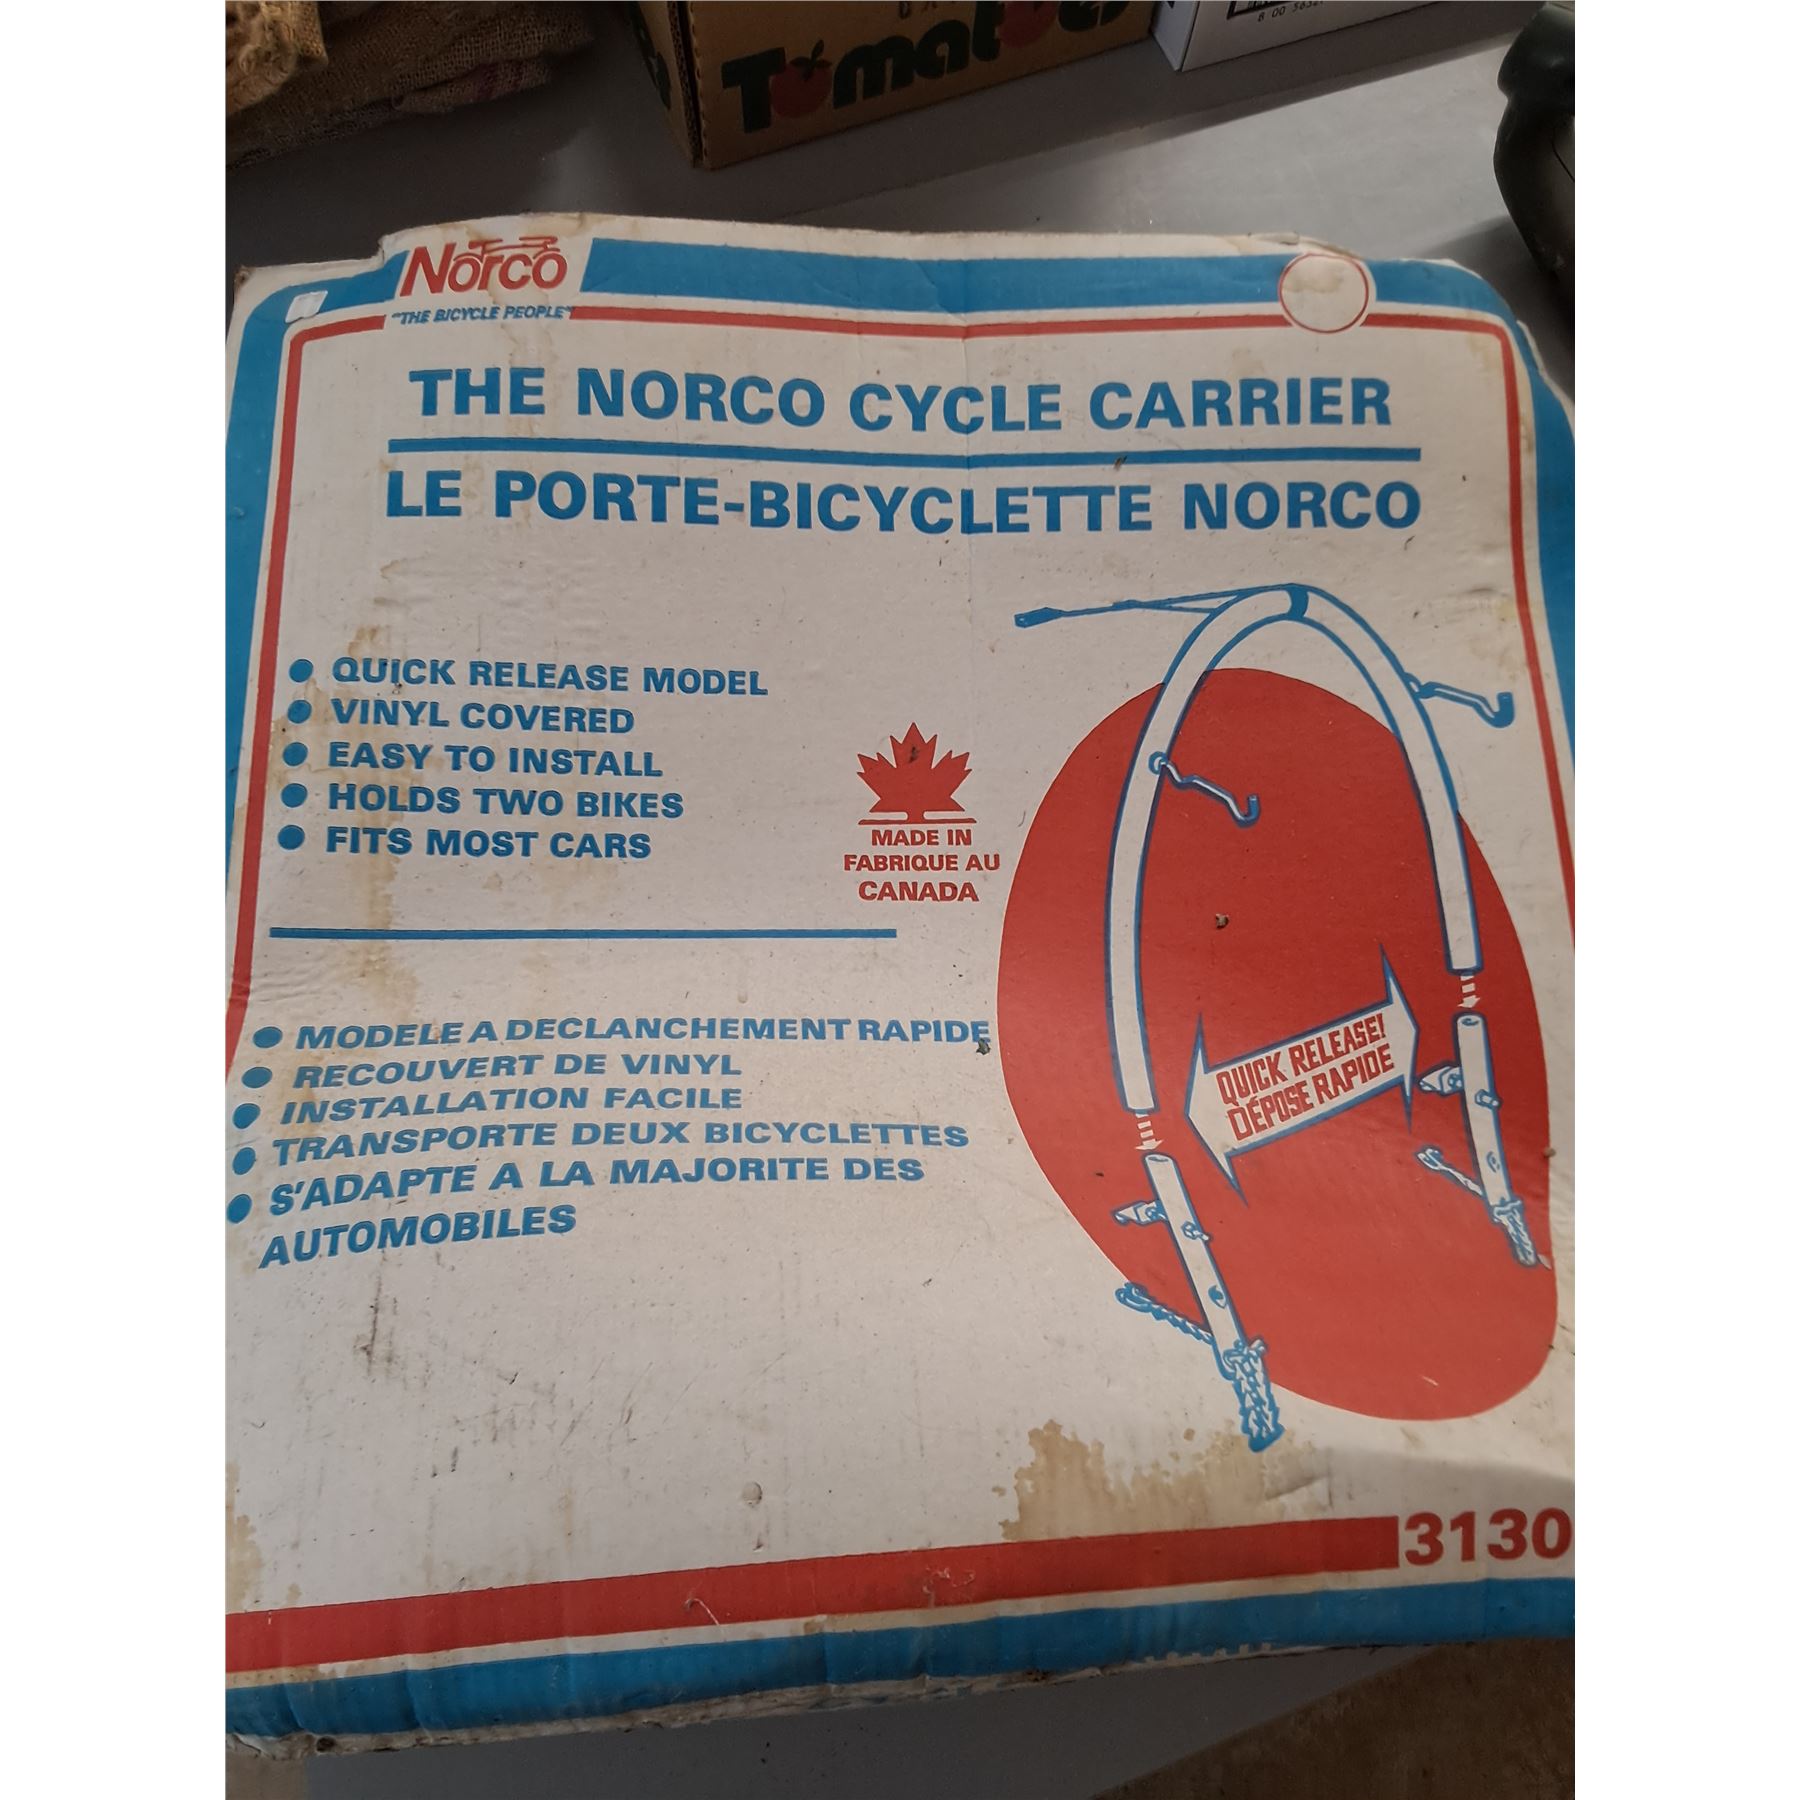 Tomatoes
Norco
"THE BICYCLE PEOPLE"
THE NORCO CYCLE CARRIER
LE PORTE-BICYCLETTE NORCO
● QUICK RELEASE MODEL
● VINYL COVERED
● EASY TO INSTALL
● HOLDS TWO BIKES
● FITS MOST CARS
MADE IN
FABRIQUE AU
CANADA
● MODELE A DECLANCHEMENT RAPIDE
● RECOUVERT DE VINYL
● INSTALLATION FACILE
● TRANSPORTE DEUX BICYCLETTES
● S'ADAPTE A LA MAJORITE DES
AUTOMOBILES
QUICK RELEASE!
DÉPOSE RAPIDE
3130